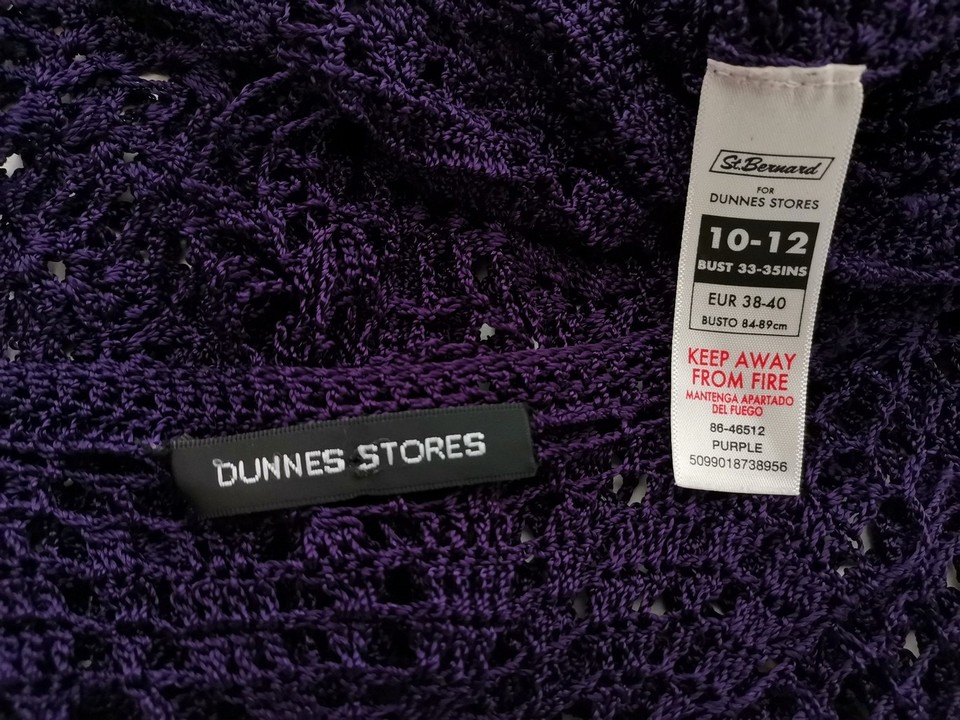 St.Bernard
FOR
DUNNES STORES
10-12
BUST 33-35INS
EUR 38-40
BUSTO 84-89cm
KEEP AWAY
FROM FIRE
MANTENGA APARTADO
DEL FUEGO
86-46512
PURPLE
5099018738956
DUNNES STORES